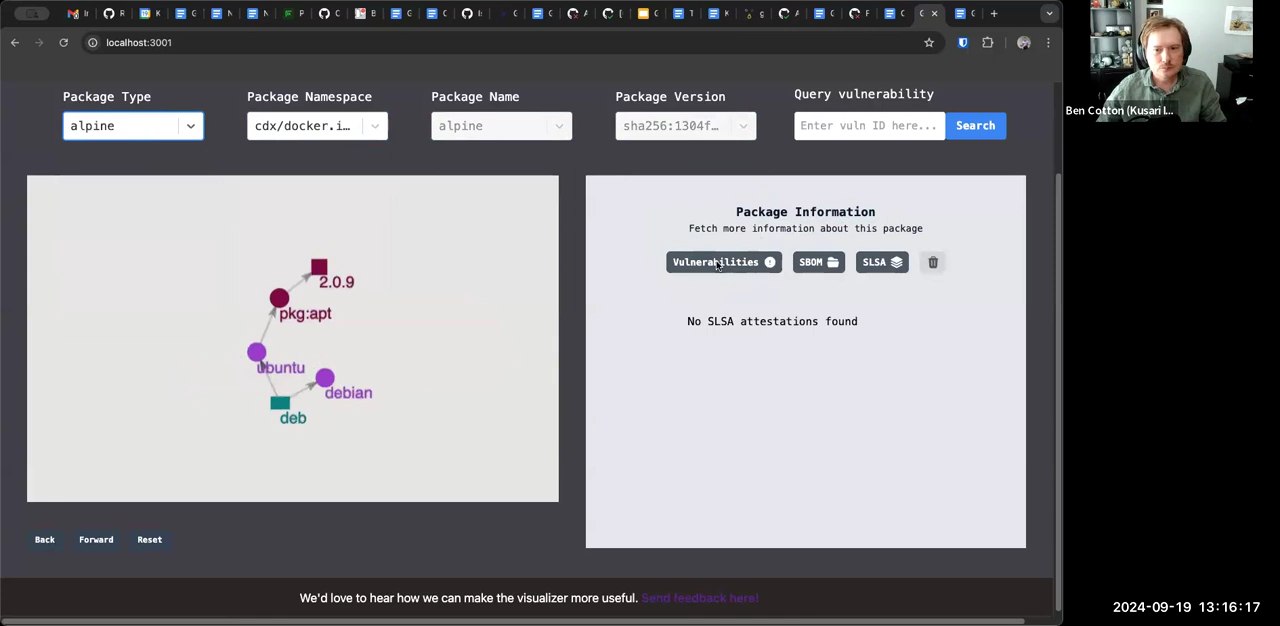 localhost:3001
Package Type
Package Namespace
Package Name
Package Version
Query vulnerability
alpine
cdx/docker.i...
alpine
sha256:1304f...
Enter vuln ID here...
Search
2.0.9
pkg:apt
ubuntu
debian
deb
Package Information
Fetch more information about this package
Vulnerabilities
SBOM
SLSA
No SLSA attestations found
Back
Forward
Reset
We'd love to hear how we can make the visualizer more useful. Send feedback here!
Ben Cotton (Kusari I...
2024-09-19 13:16:17